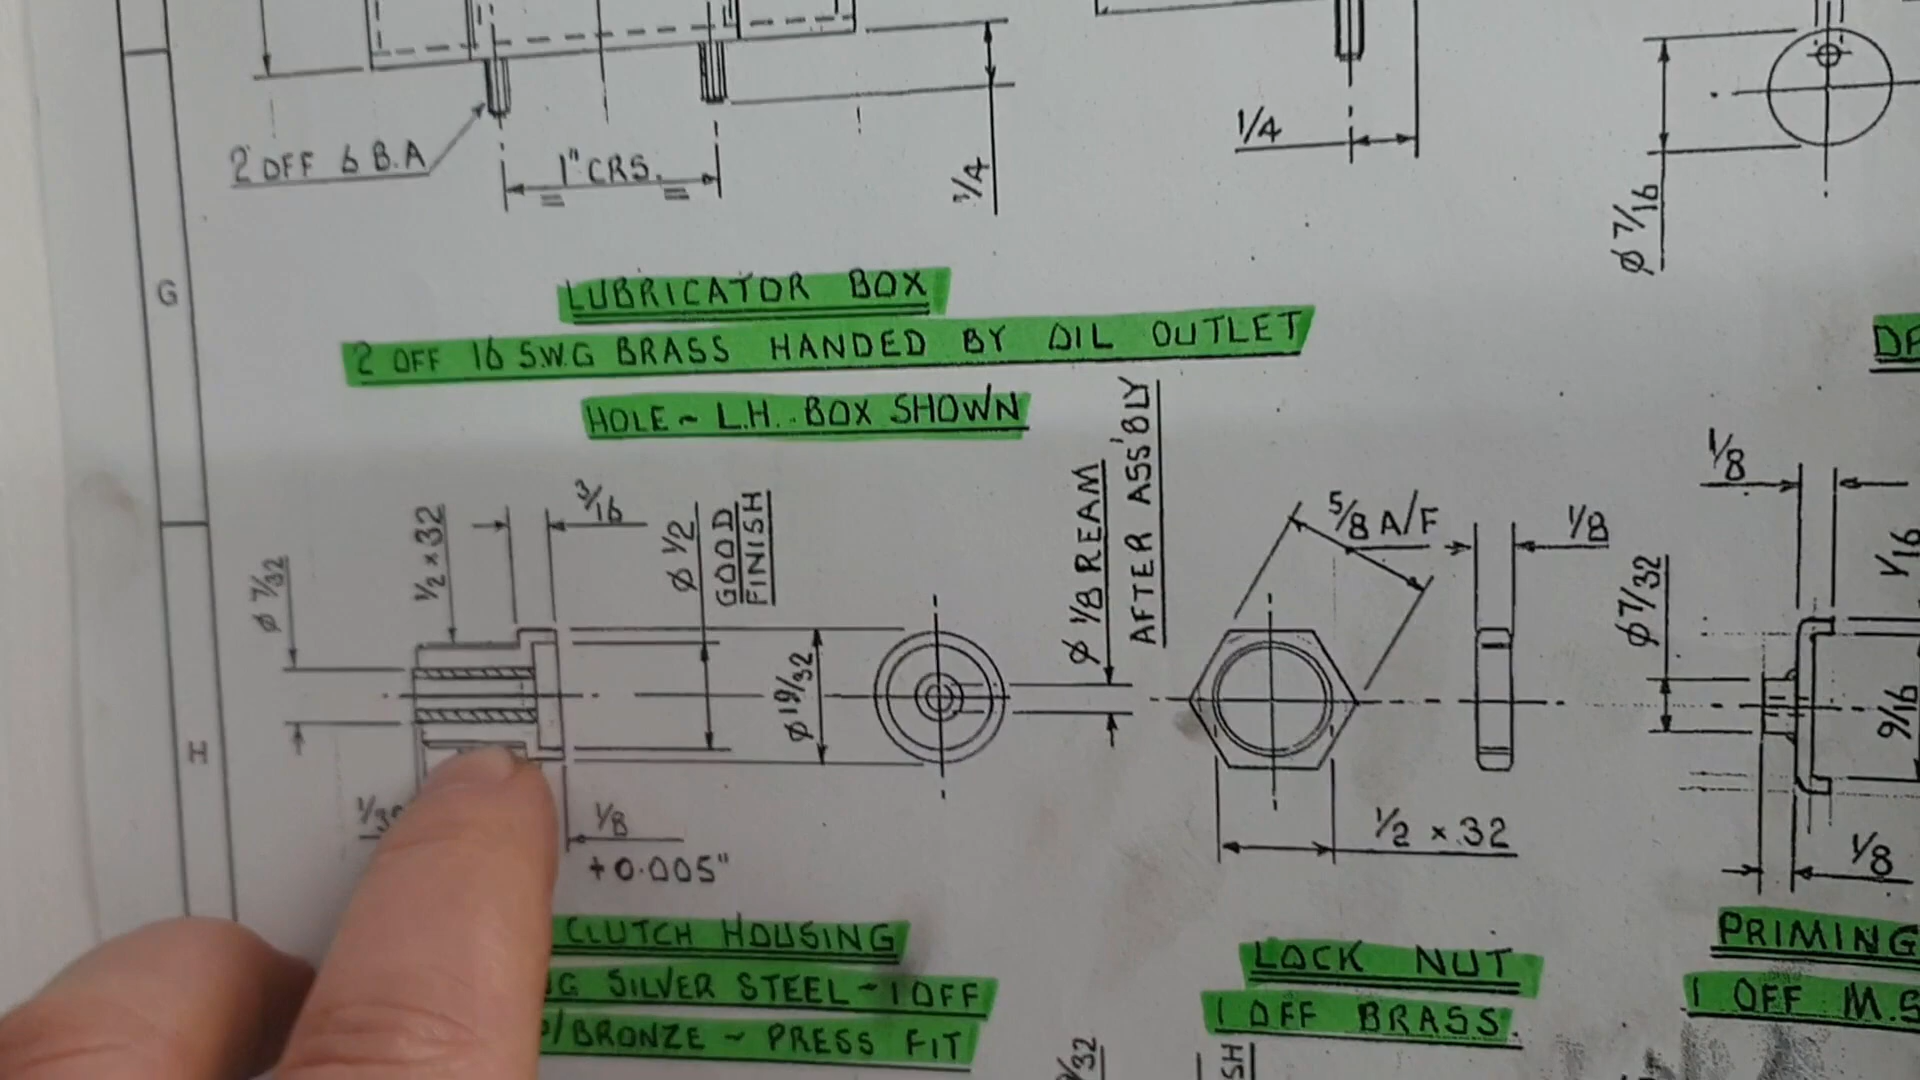 2 OFF 6 B.A
1" CRS.
1/4
Ø 7/16
G
LUBRICATOR BOX
2 OFF 16 S.W.G BRASS HANDED BY OIL OUTLET
HOLE ~ L.H. BOX SHOWN
Ø 7/32
1/2 × 32
3/16
Ø 1/2
GOOD
FINISH
Ø 19/32
Ø 1/8 REAM
AFTER ASS'BLY
5/8 A/F
1/8
1/8
1/16
Ø 7/32
9/16
H
1/8
+0.005"
1/2 × 32
1/8
CLUTCH HOUSING
SILVER STEEL ~ 1 OFF
/BRONZE ~ PRESS FIT
LOCK NUT
1 OFF BRASS.
PRIMING
1 OFF M.S